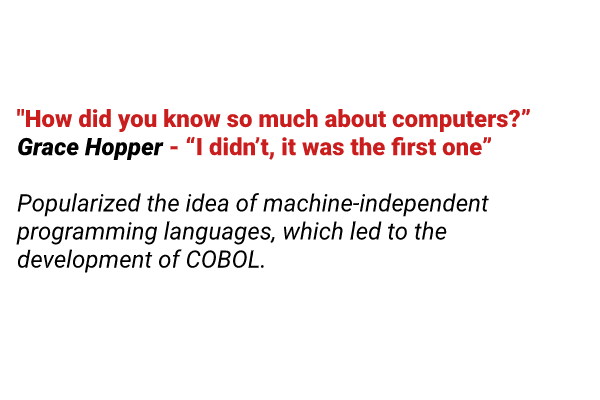 "How did you know so much about computers?”
Grace Hopper - “I didn’t, it was the first one”
Popularized the idea of machine-independent
programming languages, which led to the
development of COBOL.